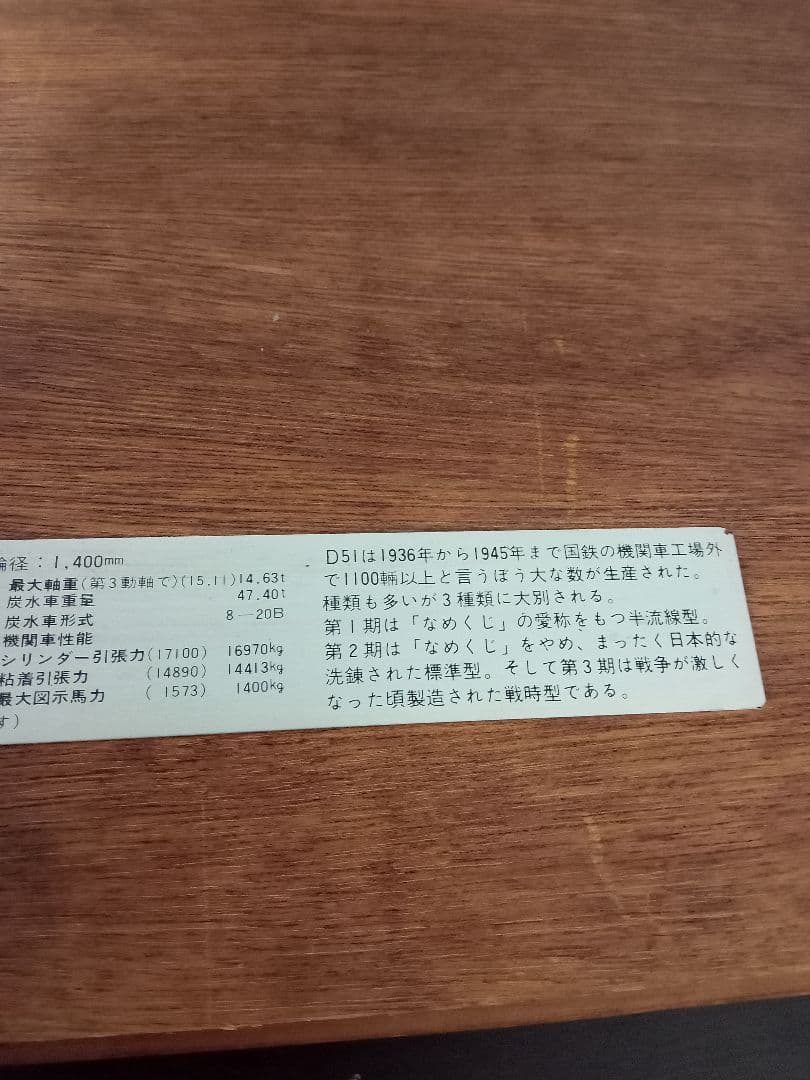 輪径：1,400mm
最大軸重(第3動軸で)(15.11)14.63t
炭水車重量 47.40t
炭水車形式 8―20B
機関車性能
シリンダー引張力(17100) 16970kg
粘着引張力 (14890) 14413kg
最大図示馬力 (1573) 1400kg
す)
D51は1936年から1945年まで国鉄の機関車工場外
で1100輛以上と言うぼう大な数が生産された。
種類も多いが3種類に大別される。
第1期は「なめくじ」の愛称をもつ半流線型。
第2期は「なめくじ」をやめ、まったく日本的な
洗錬された標準型。そして第3期は戦争が激しく
なった頃製造された戦時型である。